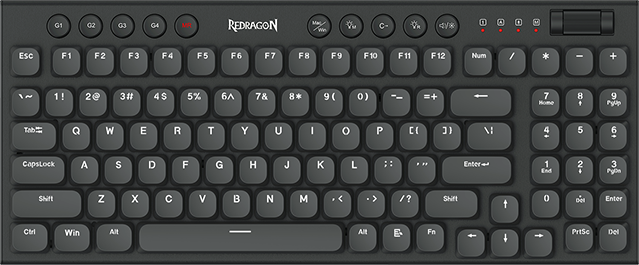 G1 G2 G3 G4 REDRAGON Mac/Win M C R I A S M
Esc F1 F2 F3 F4 F5 F6 F7 F8 F9 F10 F11 F12 Num / * - +
\~ 1! 2@ 3# 4$ 5% 6^ 7& 8* 9( 0) -_ =+ ← 7 Home 8 ↑ 9 PgUp
Tab Q W E R T Y U I O P [{ ]} \| 4 ← 5 6 →
CapsLock A S D F G H J K L ;: '" Enter↵ 1 End 2 ↓ 3 PgDn
Shift Z X C V B N M ,< .> /? Shift ↑ 0 . Del Enter
Ctrl Win Alt Alt Fn ← ↓ → PrtSc Del